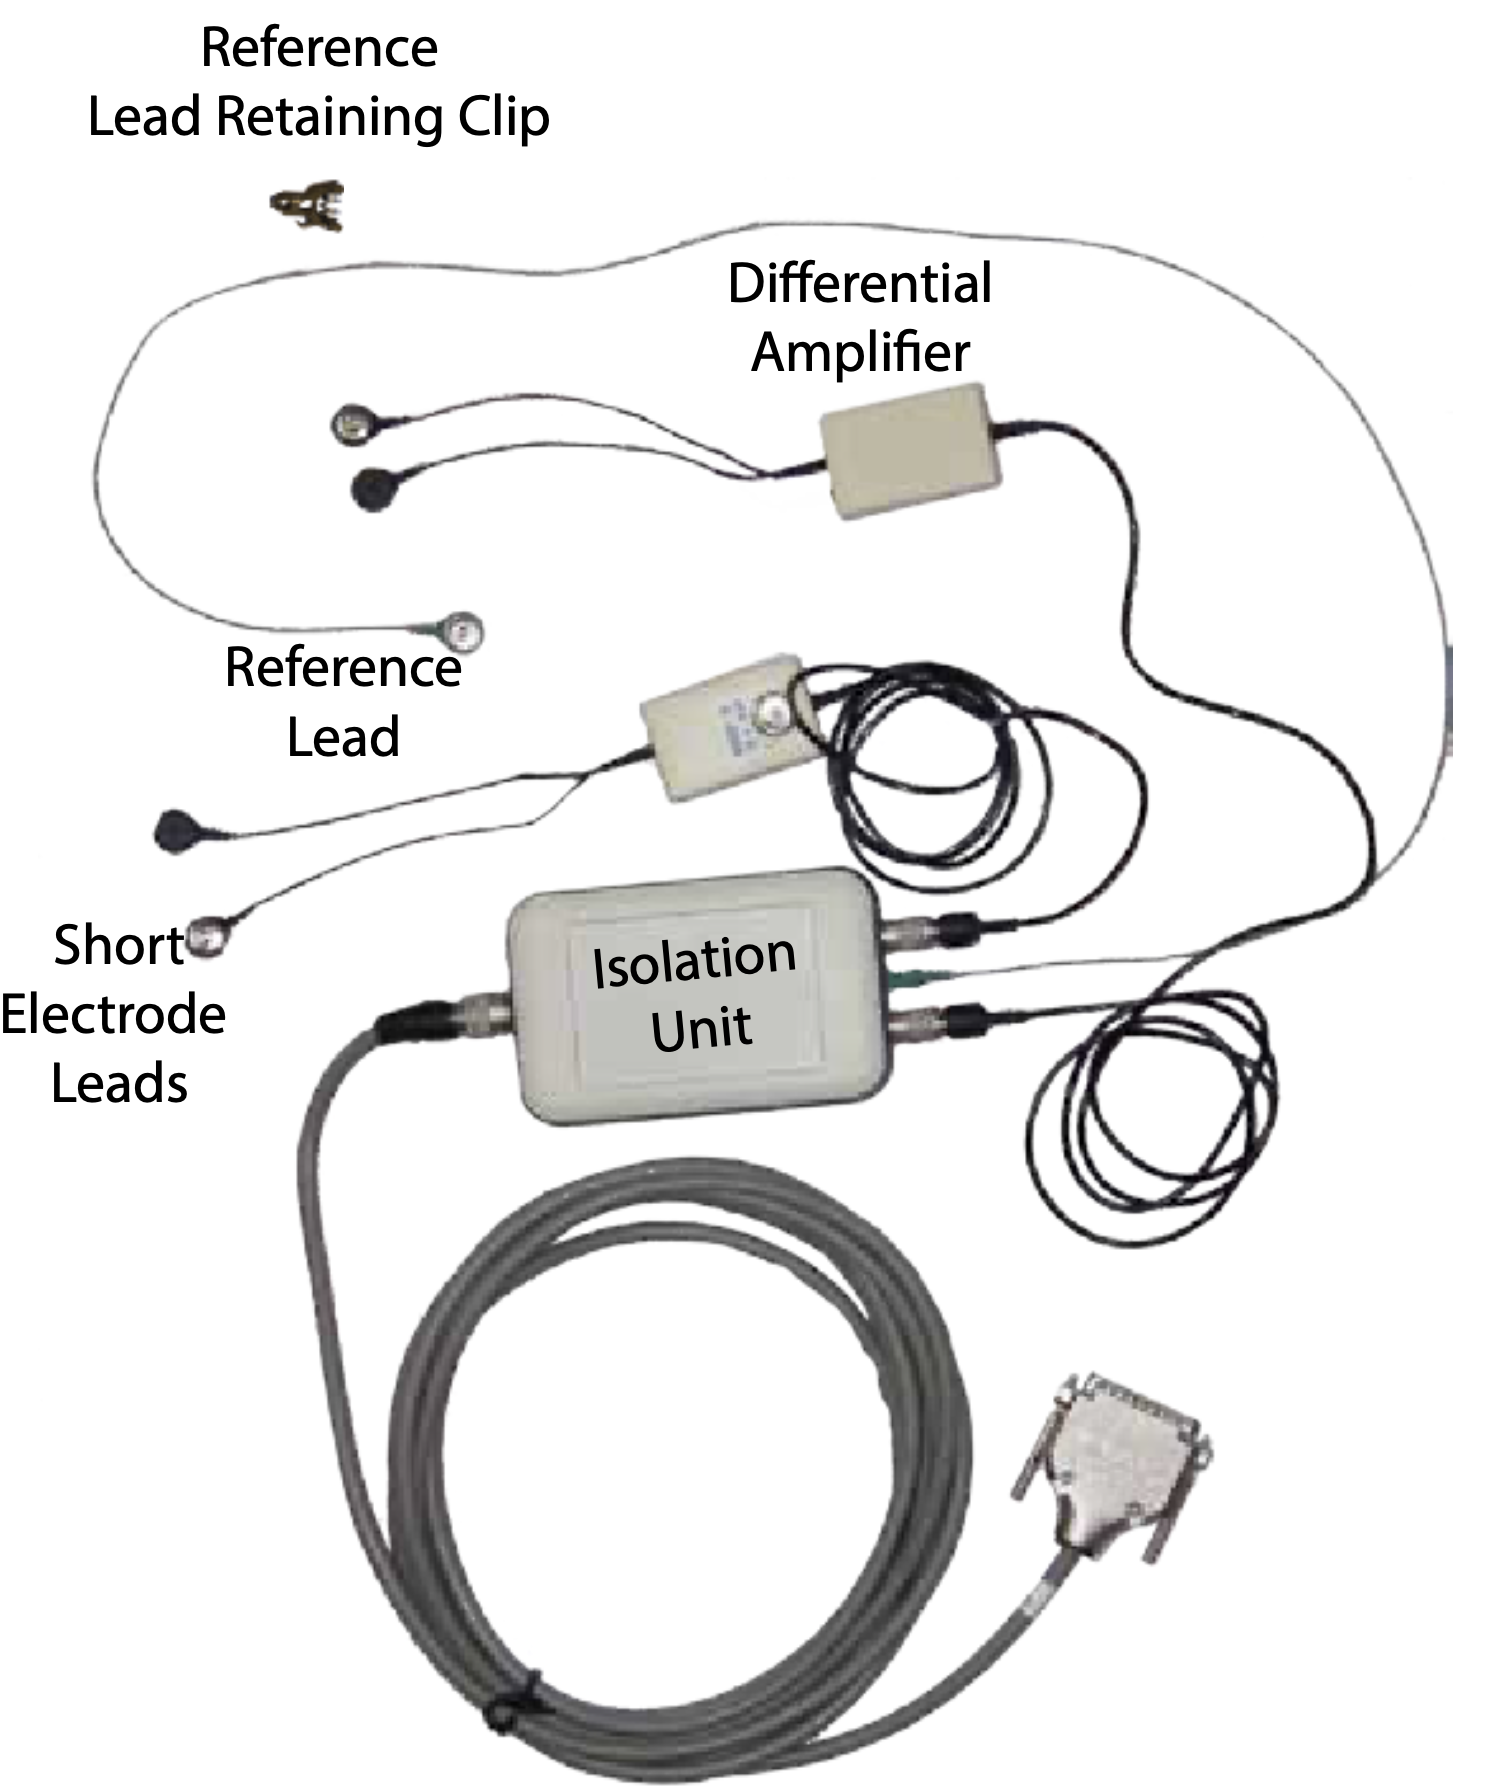 Reference
Lead Retaining Clip
Differential
Amplifier
Reference
Lead
Short
Electrode
Leads
Isolation
Unit